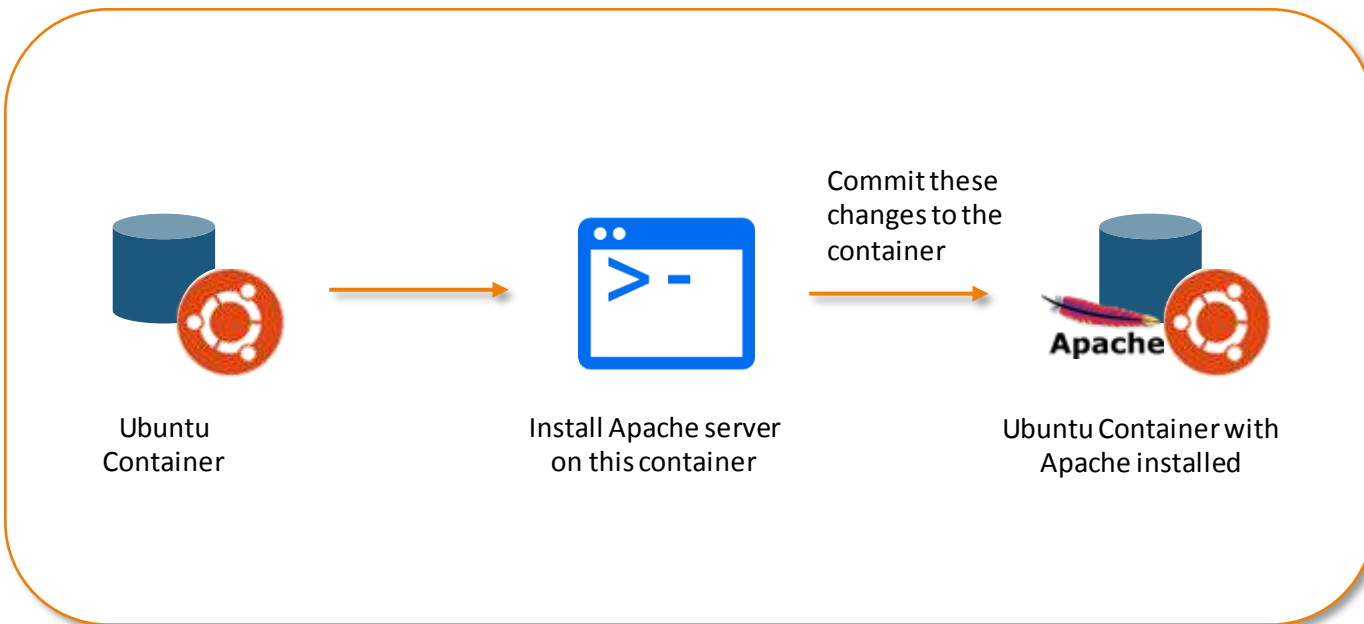 Commit these
changes to the
container
>-
Apache
Ubuntu
Container
Install Apache server
on this container
Ubuntu Container with
Apache installed